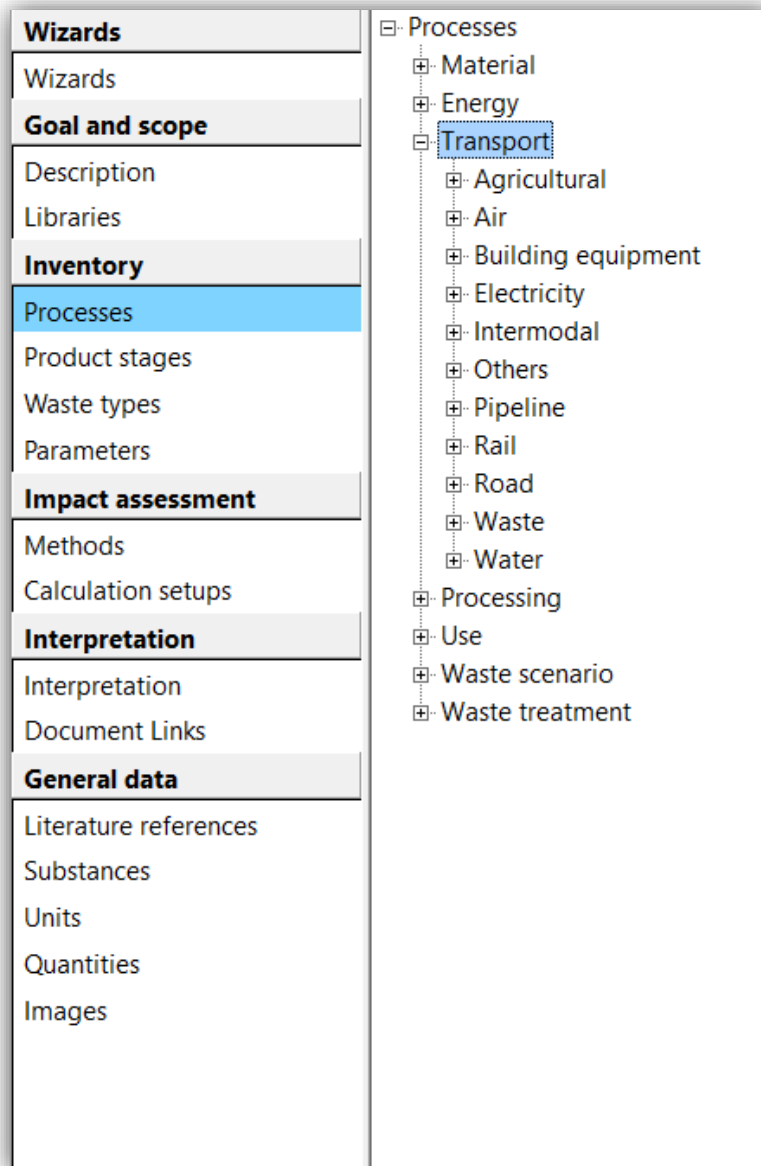 Wizards
Wizards
Goal and scope
Description
Libraries
Inventory
Processes
Product stages
Waste types
Parameters
Impact assessment
Methods
Calculation setups
Interpretation
Interpretation
Document Links
General data
Literature references
Substances
Units
Quantities
Images
Processes
Material
Energy
Transport
Agricultural
Air
Building equipment
Electricity
Intermodal
Others
Pipeline
Rail
Road
Waste
Water
Processing
Use
Waste scenario
Waste treatment